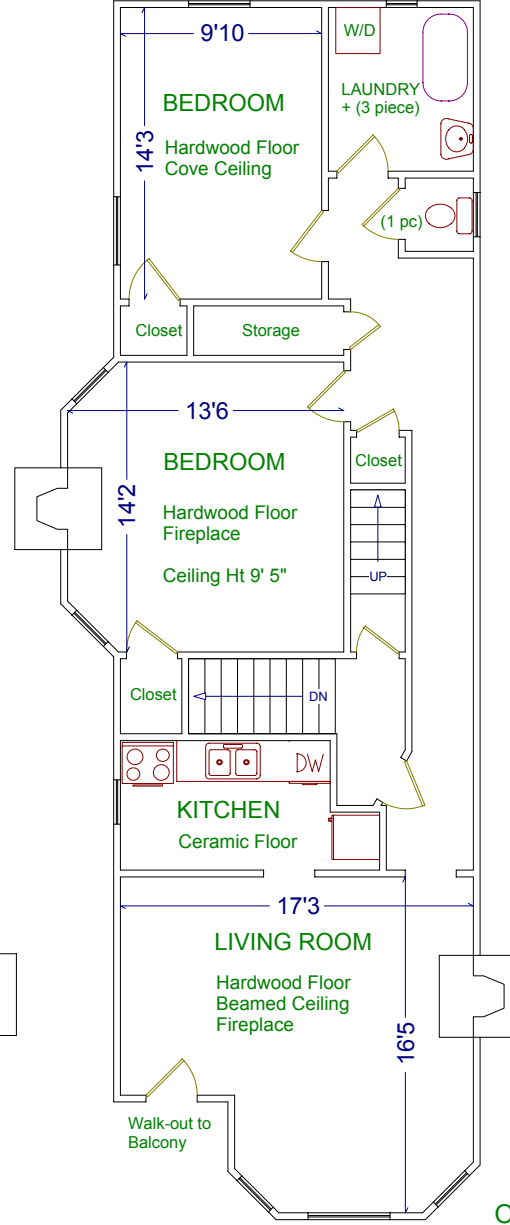 9'10
W/D
BEDROOM
14'3
Hardwood Floor
Cove Ceiling
LAUNDRY
+ (3 piece)
(1 pc)
Closet
Storage
13'6
BEDROOM
14'2
Hardwood Floor
Fireplace
Ceiling Ht 9' 5"
Closet
UP
Closet
DN
DW
KITCHEN
Ceramic Floor
17'3
LIVING ROOM
Hardwood Floor
Beamed Ceiling
Fireplace
16'5
Walk-out to
Balcony